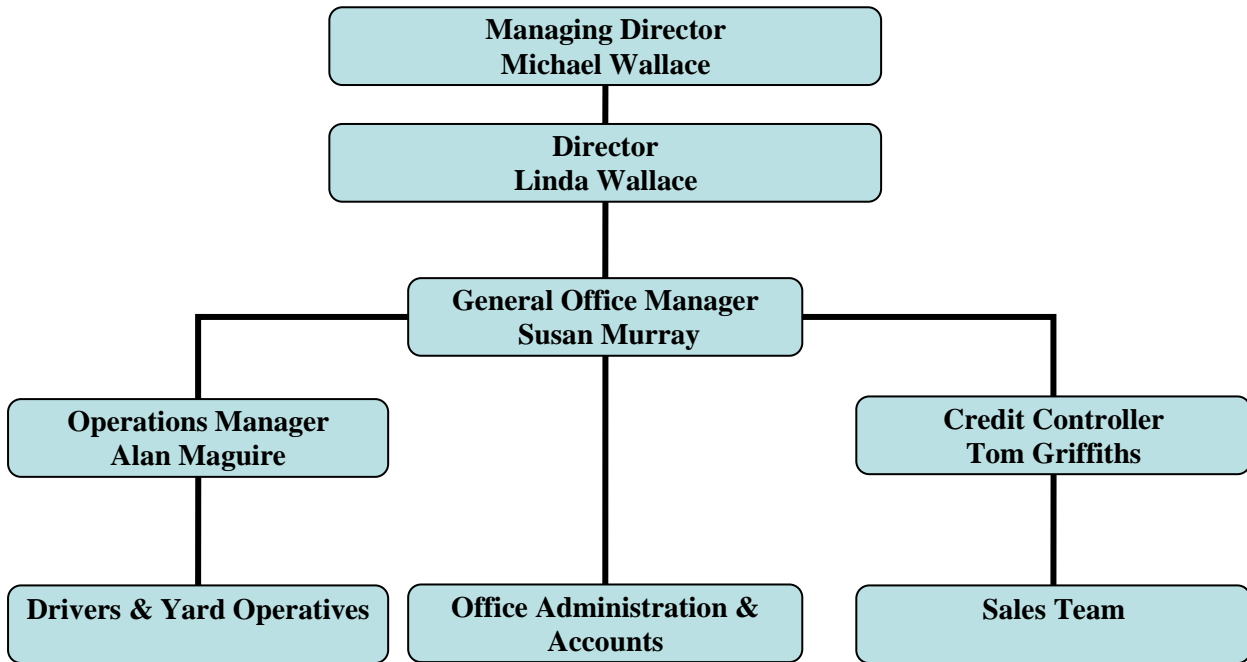 Managing Director
Michael Wallace
Director
Linda Wallace
General Office Manager
Susan Murray
Operations Manager
Alan Maguire
Credit Controller
Tom Griffiths
Drivers & Yard Operatives
Office Administration &
Accounts
Sales Team